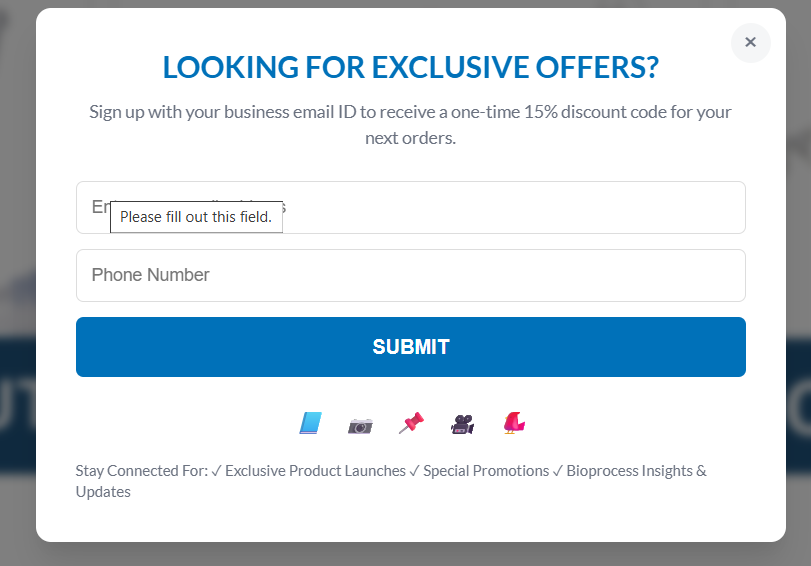 ×
LOOKING FOR EXCLUSIVE OFFERS?
Sign up with your business email ID to receive a one-time 15% discount code for your
next orders.
Please fill out this field.
Phone Number
SUBMIT
Stay Connected For: ✓ Exclusive Product Launches ✓ Special Promotions ✓ Bioprocess Insights &
Updates